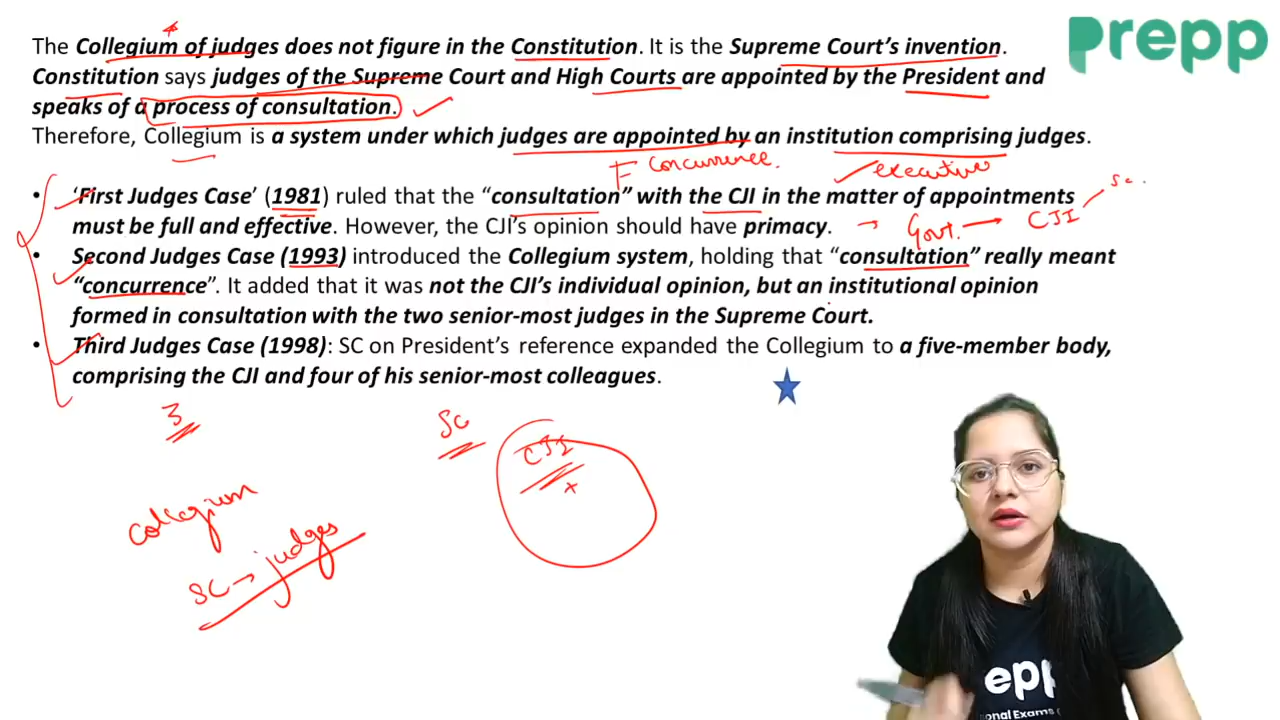 prepp
The Collegium of judges does not figure in the Constitution. It is the Supreme Court's invention.
Constitution says judges of the Supreme Court and High Courts are appointed by the President and
speaks of a process of consultation.
Therefore, Collegium is a system under which judges are appointed by an institution comprising judges.
concurrence.
executive
• 'First Judges Case' (1981) ruled that the “consultation” with the CJI in the matter of appointments
must be full and effective. However, the CJI's opinion should have primacy.
→ Govt. → CJI
Sc.
• Second Judges Case (1993) introduced the Collegium system, holding that “consultation” really meant
“concurrence”. It added that it was not the CJI's individual opinion, but an institutional opinion
formed in consultation with the two senior-most judges in the Supreme Court.
• Third Judges Case (1998): SC on President's reference expanded the Collegium to a five-member body,
comprising the CJI and four of his senior-most colleagues.
3
Sc
CJI
+
Collegium
SC → judges
epp